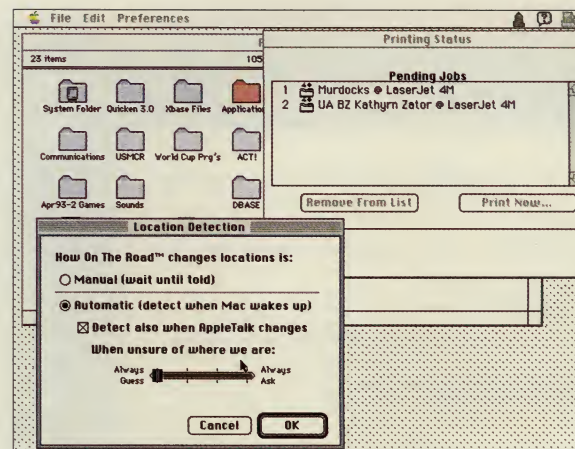 File Edit Preferences
23 items
105
System Folder Quicken 3.0 Xbase Files Application
Communications USMCR World Cup Prg's ACT!
Apr93-2 Games Sounds DBASE
Printing Status
Pending Jobs
1 Murdocks @ LaserJet 4M
2 UA BZ Kathyrn Zator @ LaserJet 4M
Remove From List Print Now...
Location Detection
How On The Road™ changes locations is:
Manual (wait until told)
Automatic (detect when Mac wakes up)
Detect also when AppleTalk changes
When unsure of where we are:
Always Guess
Always Ask
Cancel OK